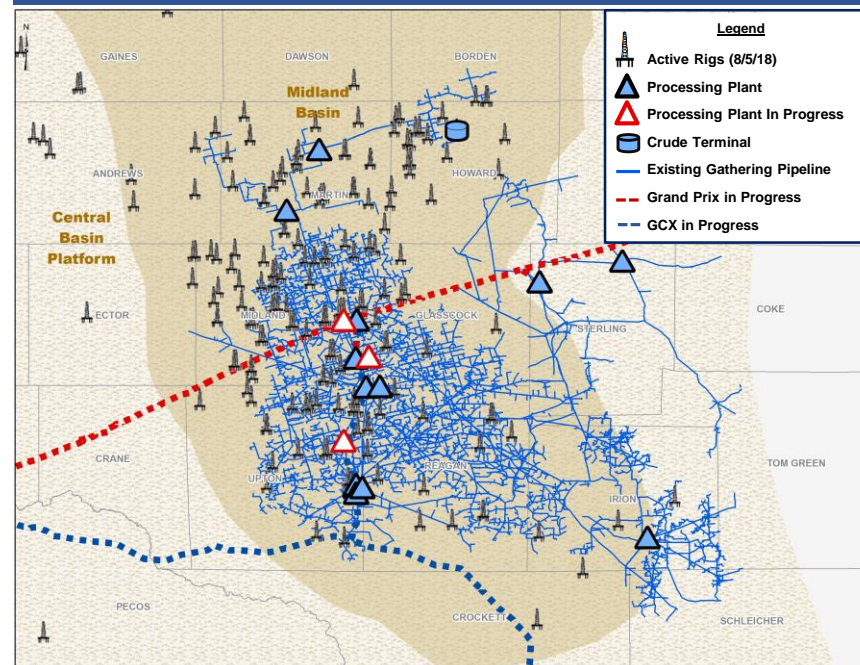 N
GAINES
DAWSON
BORDEN
Legend
Active Rigs (8/5/18)
Processing Plant
Processing Plant In Progress
Crude Terminal
Existing Gathering Pipeline
Grand Prix in Progress
GCX in Progress
Midland
Basin
ANDREWS
MARTIN
HOWARD
Central
Basin
Platform
ECTOR
MIDLAND
GLASSCOCK
STERLING
COKE
CRANE
UPTON
REAGAN
IRION
TOM GREEN
PECOS
CROCKETT
SCHLEICHER